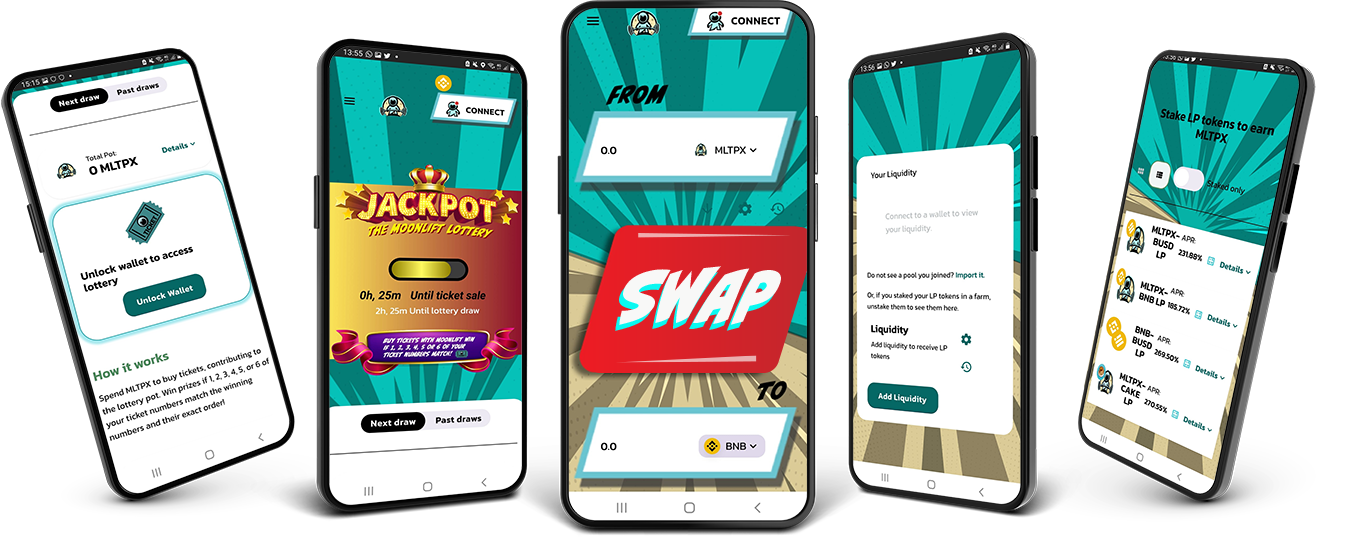 15:15
Next draw
Past draws
Total Pot:
0 MLTPX
Details
TICKET
Unlock wallet to access
lottery
Unlock Wallet
How it works
Spend MLTPX to buy tickets, contributing to
the lottery pot. Win prizes if 1, 2, 3, 4, 5, or 6 of
your ticket numbers match the winning
numbers and their exact order!
13:55
CONNECT
JACKPOT
THE MOONLIFT LOTTERY
0h, 25m Until ticket sale
2h, 25m Until lottery draw
BUY TICKETS WITH MOONLIFT WIN
IF 1, 2, 3, 4, 5 OR 6 OF YOUR
TICKET NUMBERS MATCH!
Next draw
Past draws
CONNECT
FROM
0.0
MLTPX
SWAP
TO
0.0
BNB
13:56
Your Liquidity
Connect to a wallet to view
your liquidity
Do not see a pool you joined? Import it.
Or, if you staked your LP tokens in a farm,
unstake them to see them here.
Liquidity
Add liquidity to receive LP
tokens
Add Liquidity
Stake LP tokens to earn
MLTPX
Staked only
MLTPX-
BUSD
LP
APR:
231.88%
Details
MLTPX-
BNB LP
APR:
185.72%
Details
BNB-
BUSD
LP
APR:
269.50%
Details
MLTPX-
CAKE
LP
APR:
270.55%
Details